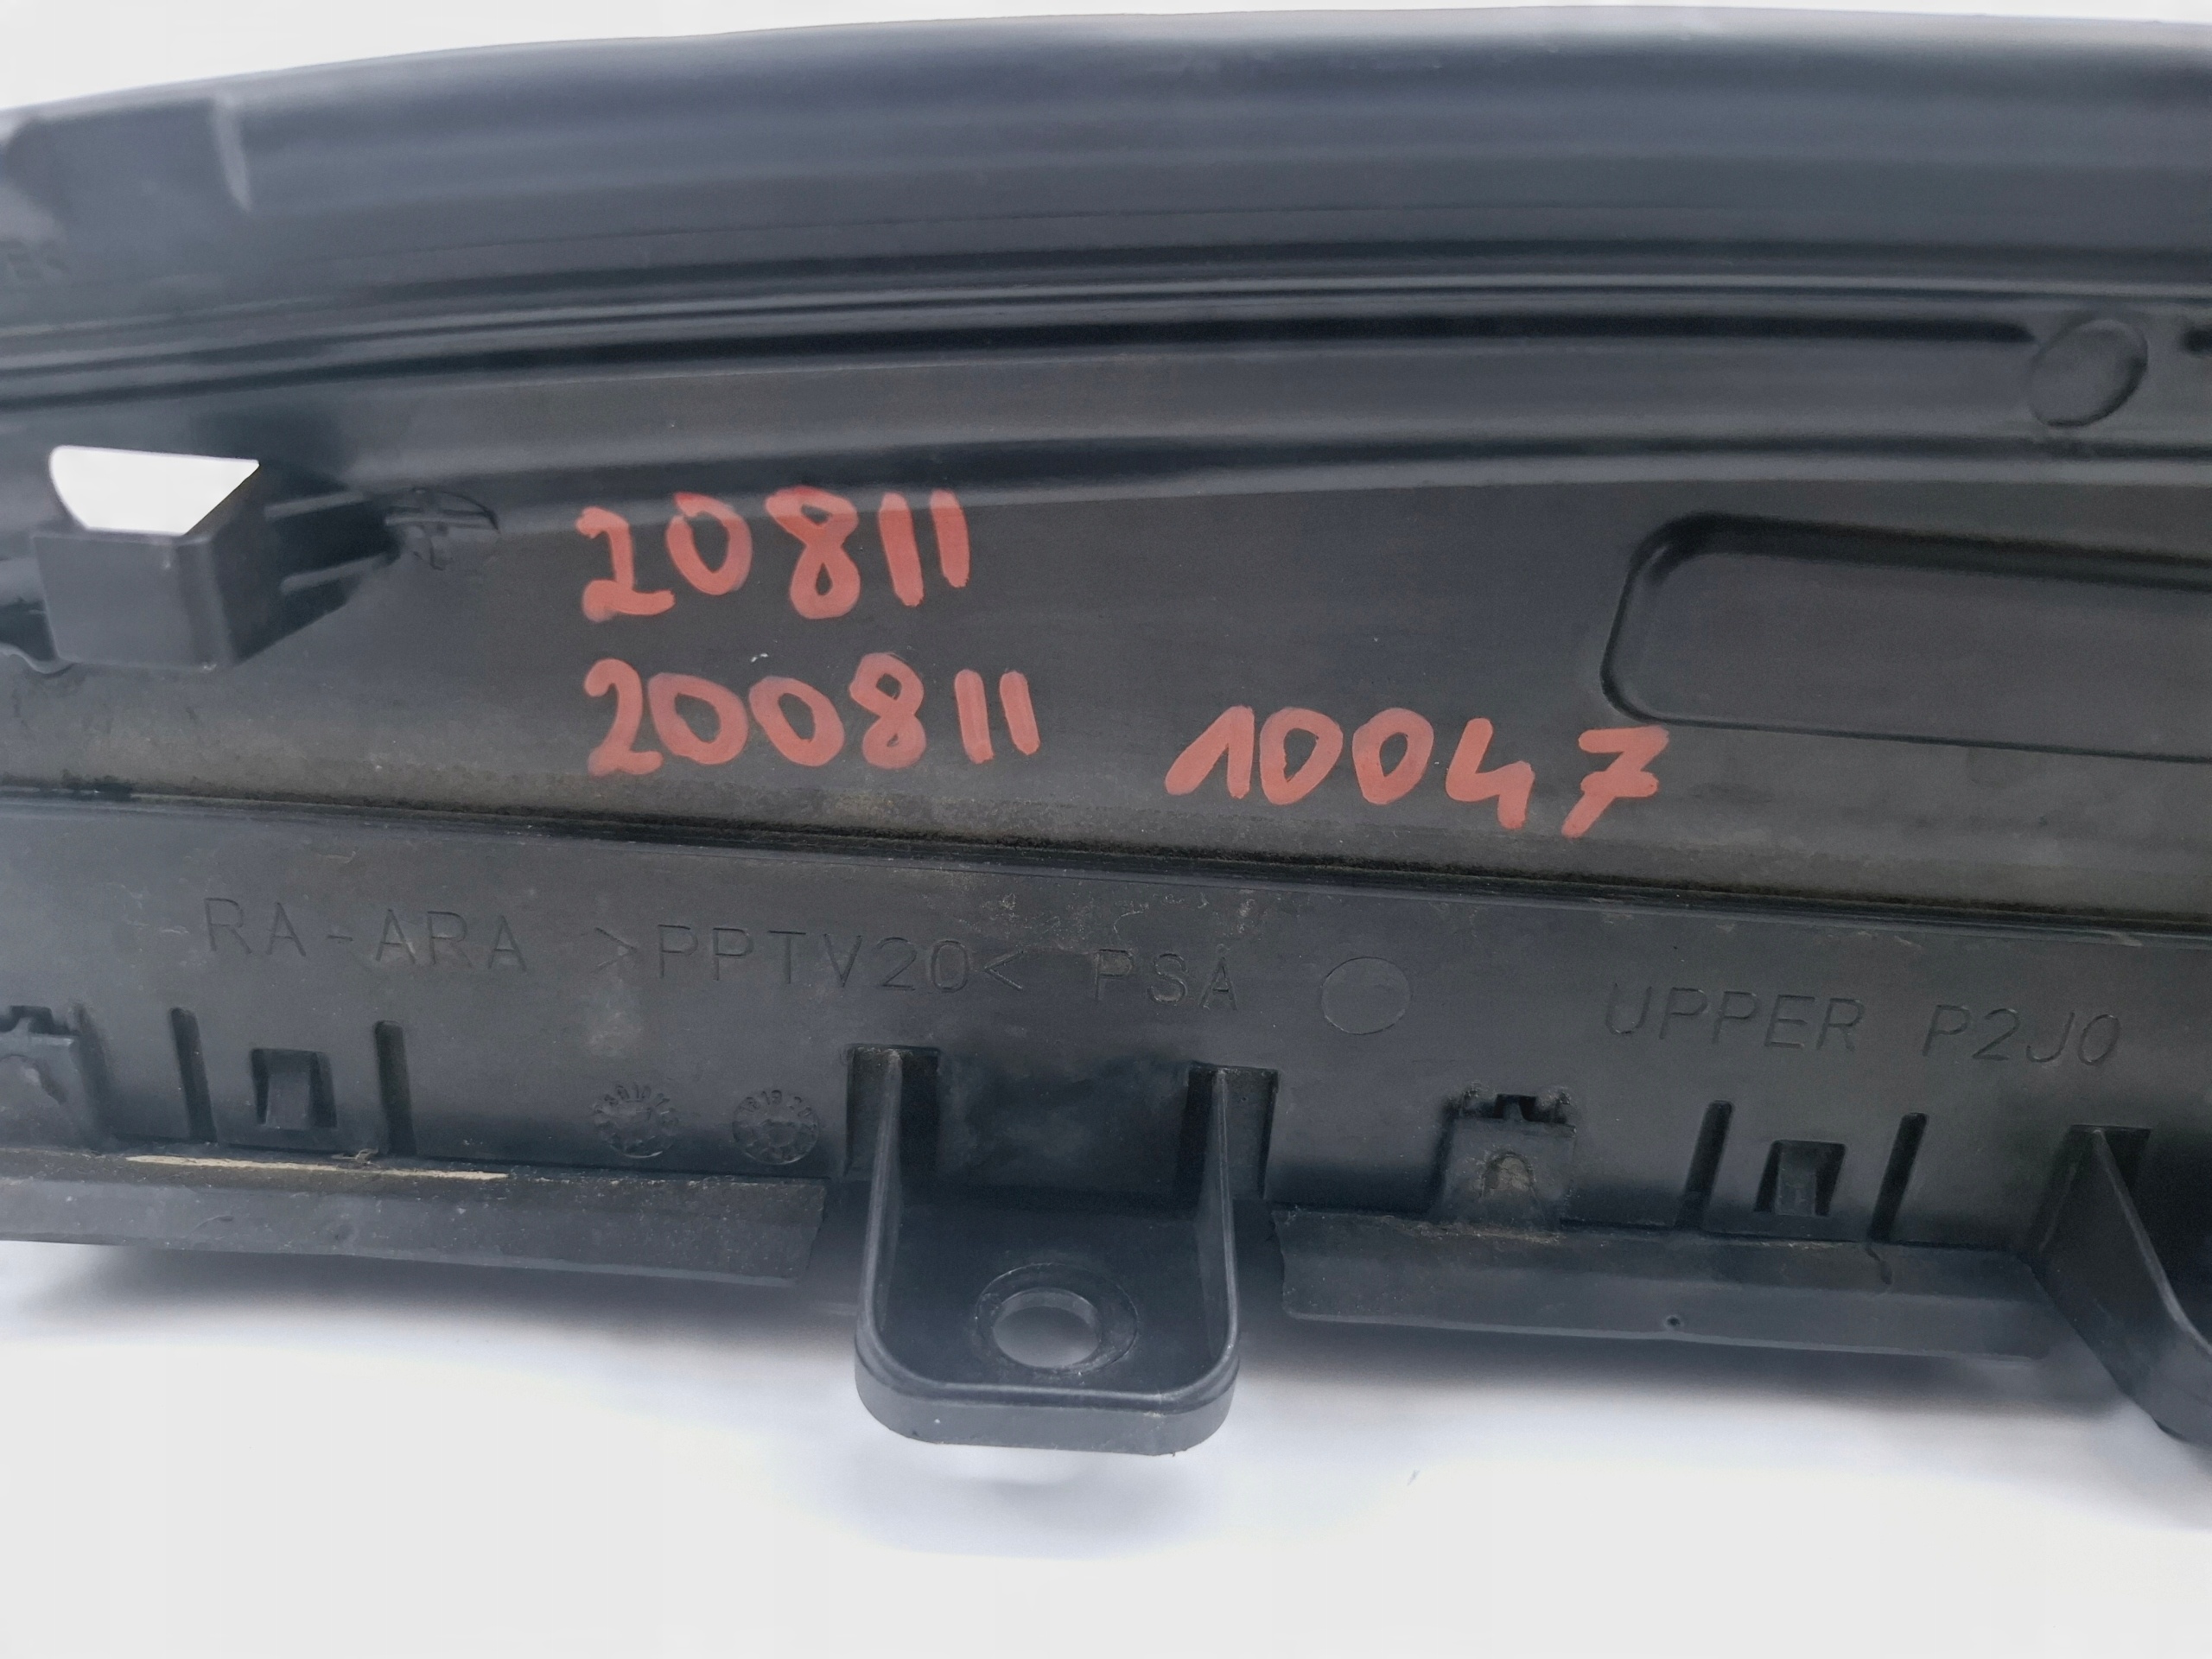 20811
200811 10047
RA-ARA >PPTV20< PSA UPPER P2J0